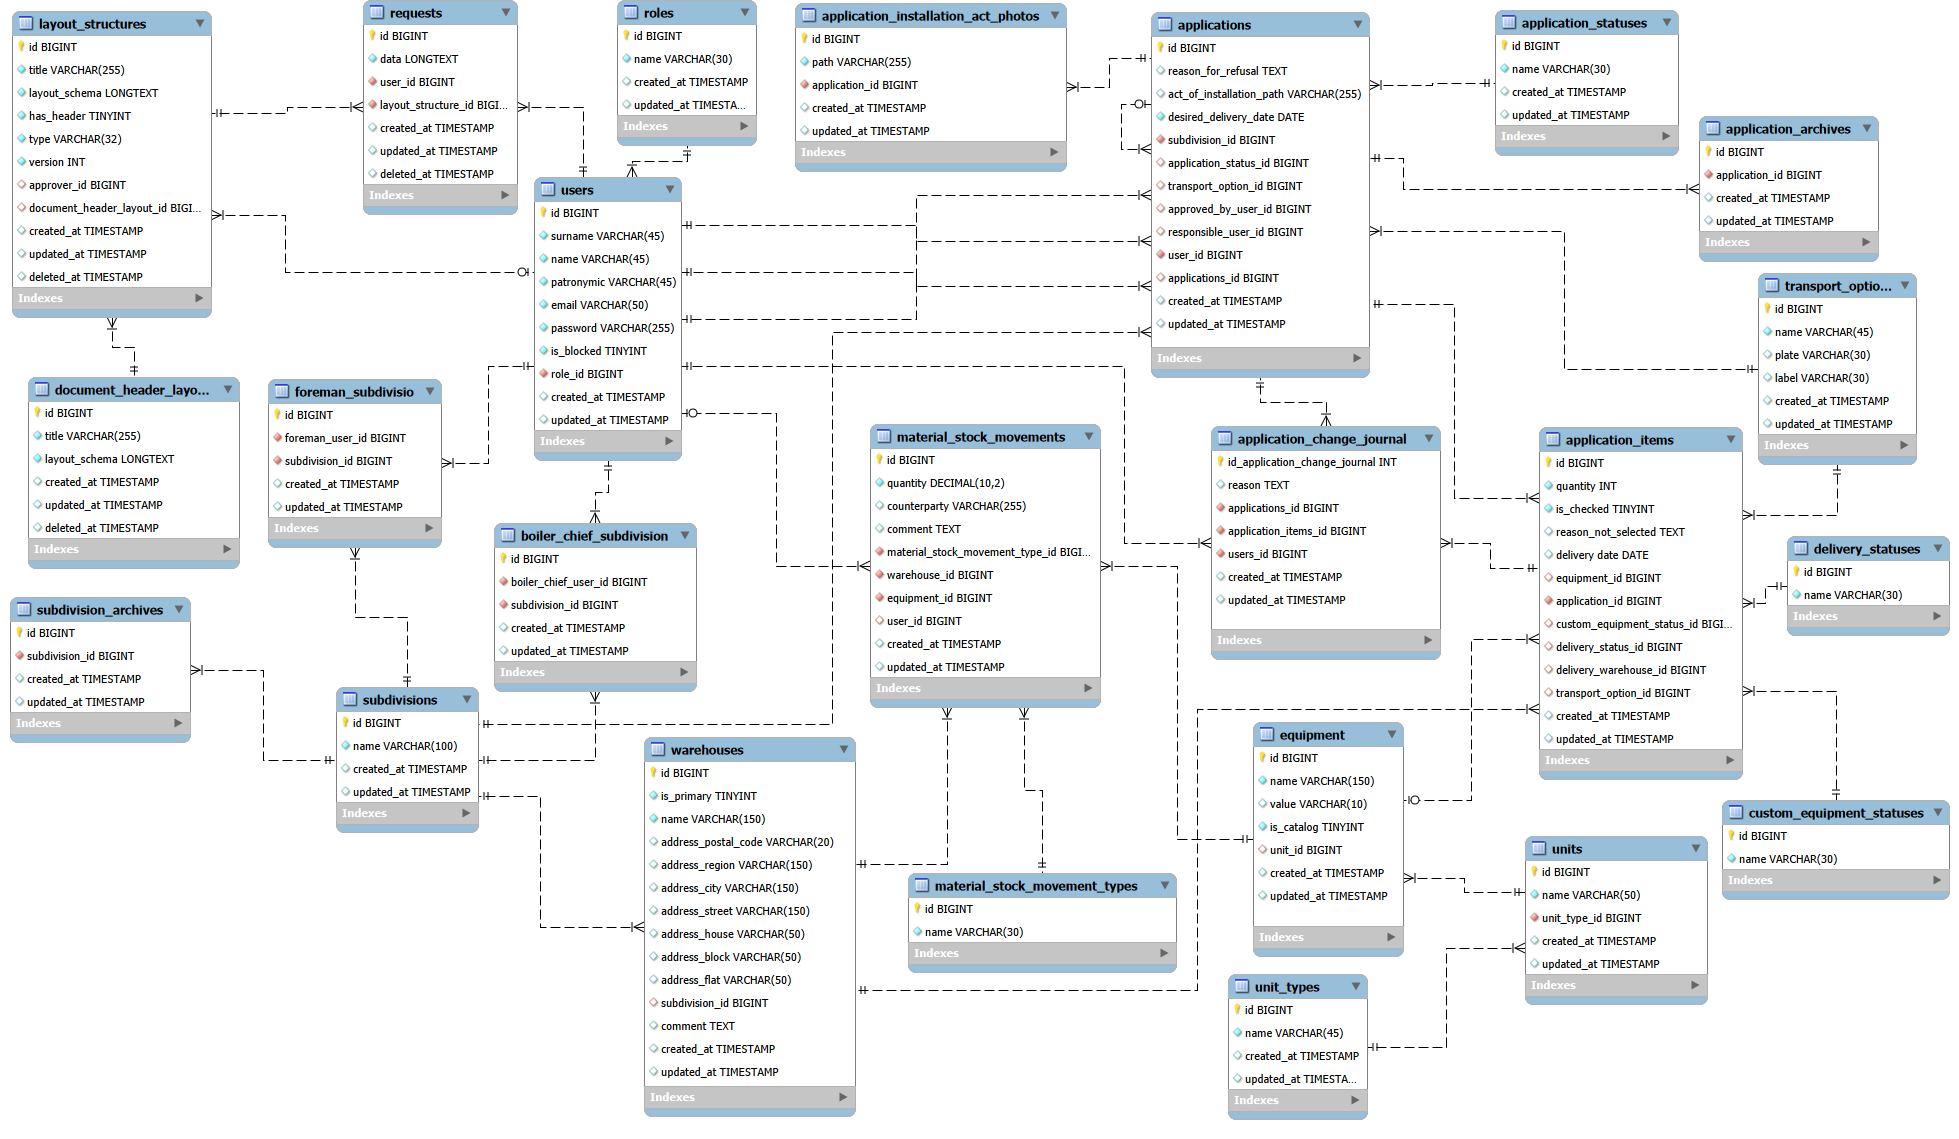 layout_structures
id BIGINT
title VARCHAR(255)
layout_schema LONGTEXT
has_header TINYINT
type VARCHAR(32)
version INT
approver_id BIGINT
document_header_layout_id BIGI...
created_at TIMESTAMP
updated_at TIMESTAMP
deleted_at TIMESTAMP
Indexes
requests
id BIGINT
data LONGTEXT
user_id BIGINT
layout_structure_id BIGI...
created_at TIMESTAMP
updated_at TIMESTAMP
deleted_at TIMESTAMP
Indexes
roles
id BIGINT
name VARCHAR(30)
created_at TIMESTAMP
updated_at TIMESTA...
Indexes
application_installation_act_photos
id BIGINT
path VARCHAR(255)
application_id BIGINT
created_at TIMESTAMP
updated_at TIMESTAMP
Indexes
applications
id BIGINT
reason_for_refusal TEXT
act_of_installation_path VARCHAR(255)
desired_delivery_date DATE
subdivision_id BIGINT
application_status_id BIGINT
transport_option_id BIGINT
approved_by_user_id BIGINT
responsible_user_id BIGINT
user_id BIGINT
applications_id BIGINT
created_at TIMESTAMP
updated_at TIMESTAMP
Indexes
application_statuses
id BIGINT
name VARCHAR(30)
created_at TIMESTAMP
updated_at TIMESTAMP
Indexes
application_archives
id BIGINT
application_id BIGINT
created_at TIMESTAMP
updated_at TIMESTAMP
Indexes
users
id BIGINT
surname VARCHAR(45)
name VARCHAR(45)
patronymic VARCHAR(45)
email VARCHAR(50)
password VARCHAR(255)
is_blocked TINYINT
role_id BIGINT
created_at TIMESTAMP
updated_at TIMESTAMP
Indexes
transport_optio...
id BIGINT
name VARCHAR(45)
plate VARCHAR(30)
label VARCHAR(30)
created_at TIMESTAMP
updated_at TIMESTAMP
Indexes
document_header_layo...
id BIGINT
title VARCHAR(255)
layout_schema LONGTEXT
created_at TIMESTAMP
updated_at TIMESTAMP
deleted_at TIMESTAMP
Indexes
foreman_subdivisio
id BIGINT
foreman_user_id BIGINT
subdivision_id BIGINT
created_at TIMESTAMP
updated_at TIMESTAMP
Indexes
material_stock_movements
id BIGINT
quantity DECIMAL(10,2)
counterparty VARCHAR(255)
comment TEXT
material_stock_movement_type_id BIGI...
warehouse_id BIGINT
equipment_id BIGINT
user_id BIGINT
created_at TIMESTAMP
updated_at TIMESTAMP
Indexes
application_change_journal
id_application_change_journal INT
reason TEXT
applications_id BIGINT
application_items_id BIGINT
users_id BIGINT
created_at TIMESTAMP
updated_at TIMESTAMP
Indexes
application_items
id BIGINT
quantity INT
is_checked TINYINT
reason_not_selected TEXT
delivery date DATE
equipment_id BIGINT
application_id BIGINT
custom_equipment_status_id BIGI...
delivery_status_id BIGINT
delivery_warehouse_id BIGINT
transport_option_id BIGINT
created_at TIMESTAMP
updated_at TIMESTAMP
Indexes
boiler_chief_subdivision
id BIGINT
boiler_chief_user_id BIGINT
subdivision_id BIGINT
created_at TIMESTAMP
updated_at TIMESTAMP
Indexes
delivery_statuses
id BIGINT
name VARCHAR(30)
Indexes
subdivision_archives
id BIGINT
subdivision_id BIGINT
created_at TIMESTAMP
updated_at TIMESTAMP
Indexes
subdivisions
id BIGINT
name VARCHAR(100)
created_at TIMESTAMP
updated_at TIMESTAMP
Indexes
warehouses
id BIGINT
is_primary TINYINT
name VARCHAR(150)
address_postal_code VARCHAR(20)
address_region VARCHAR(150)
address_city VARCHAR(150)
address_street VARCHAR(150)
address_house VARCHAR(50)
address_block VARCHAR(50)
address_flat VARCHAR(50)
subdivision_id BIGINT
comment TEXT
created_at TIMESTAMP
updated_at TIMESTAMP
Indexes
equipment
id BIGINT
name VARCHAR(150)
value VARCHAR(10)
is_catalog TINYINT
unit_id BIGINT
created_at TIMESTAMP
updated_at TIMESTAMP
Indexes
custom_equipment_statuses
id BIGINT
name VARCHAR(30)
Indexes
units
id BIGINT
name VARCHAR(50)
unit_type_id BIGINT
created_at TIMESTAMP
updated_at TIMESTAMP
Indexes
material_stock_movement_types
id BIGINT
name VARCHAR(30)
Indexes
unit_types
id BIGINT
name VARCHAR(45)
created_at TIMESTAMP
updated_at TIMESTA...
Indexes